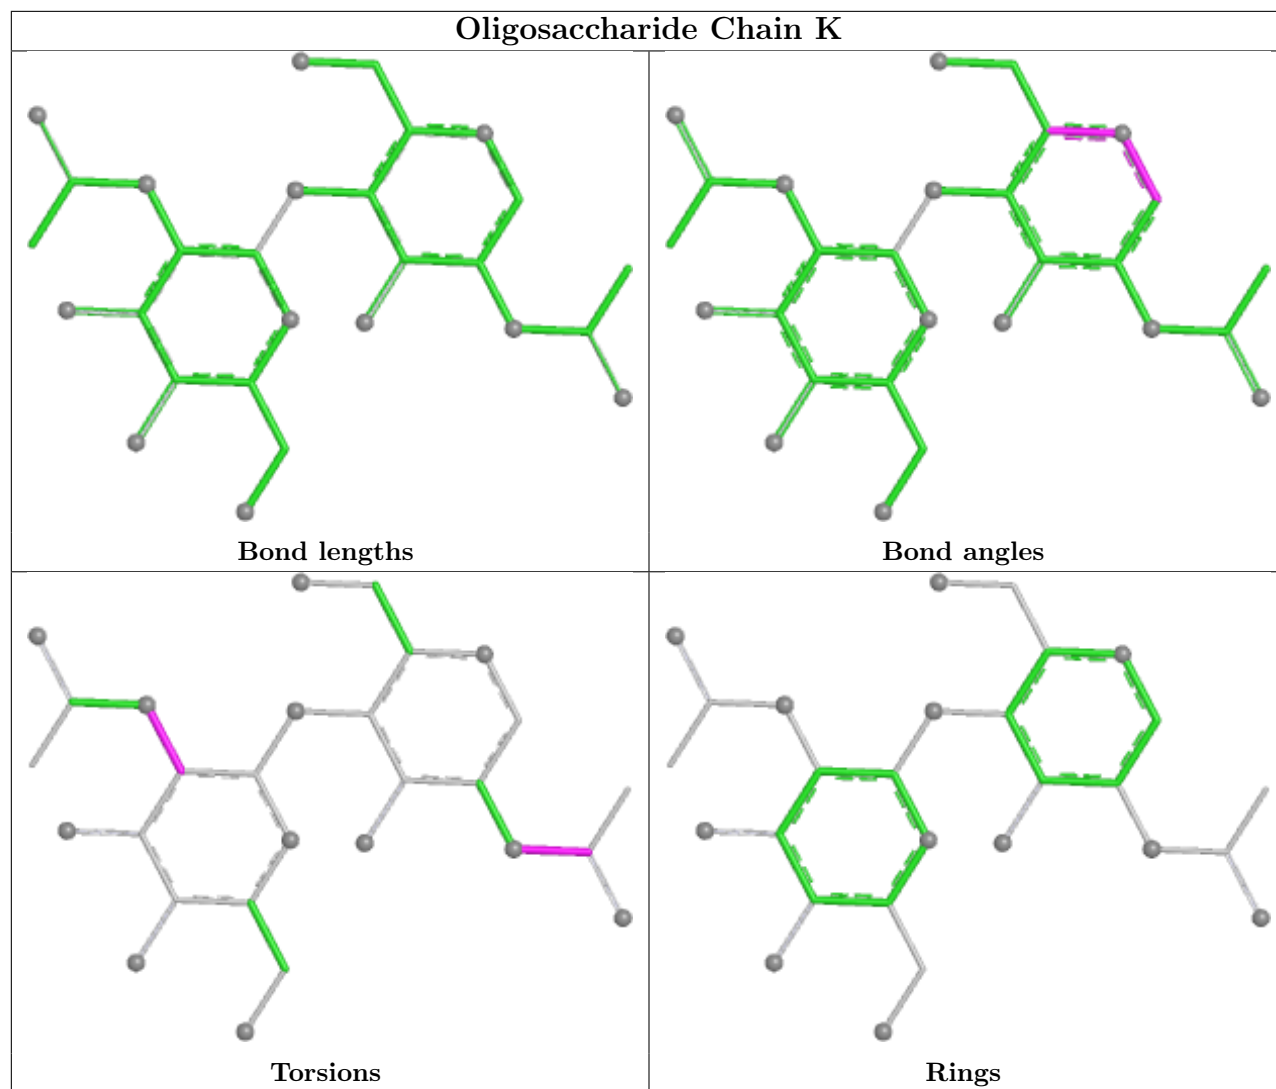 Oligosaccharide Chain K
Bond lengths
Bond angles
Torsions
Rings